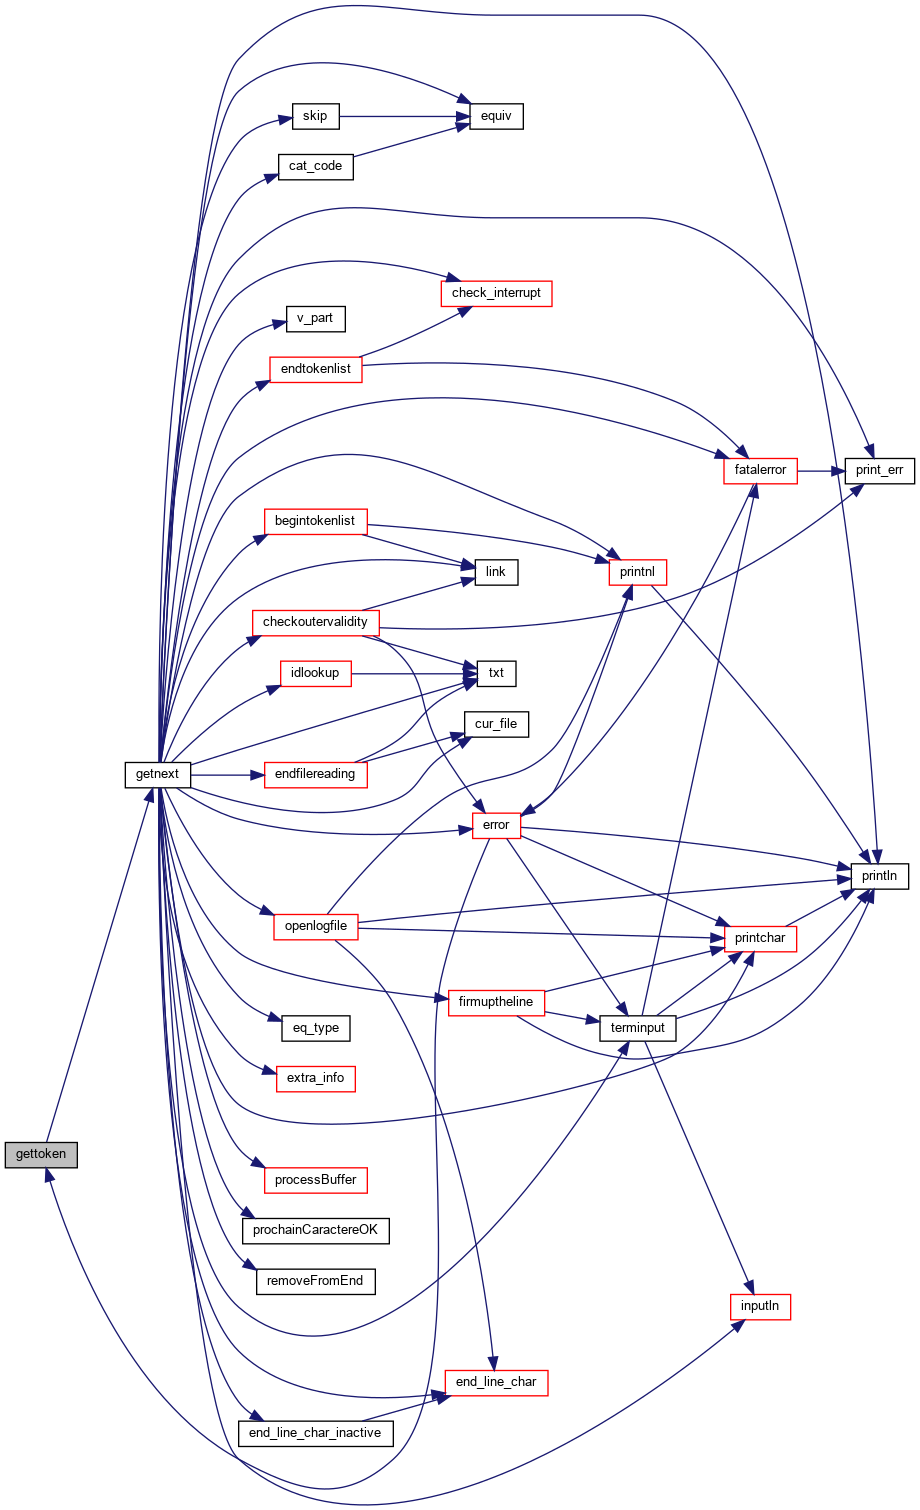 skip
equiv
cat_code
check_interrupt
v_part
endtokenlist
fatalerror
print_err
begintokenlist
link
printnl
checkoutervalidity
idlookup
txt
cur_file
getnext
endfilereading
error
println
openlogfile
printchar
firmuptheline
terminput
eq_type
extra_info
gettoken
processBuffer
prochainCaractereOK
removeFromEnd
inputln
end_line_char
end_line_char_inactive